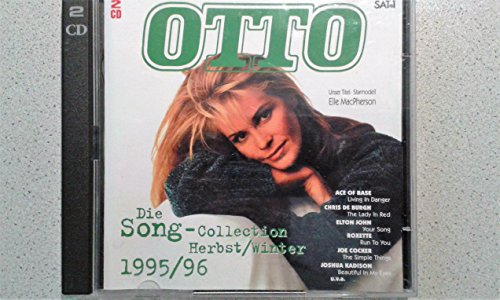 2
CD
2
CD
OTTO
SAT.1
Unser Titel-Starmodell
Elle MacPherson
ACE OF BASE
Living in Danger
CHRIS DE BURGH
The Lady in Red
ELTON JOHN
Your Song
ROXETTE
Run To You
JOE COCKER
The Simple Things
JOSHUA KADISON
Beautiful In My Eyes
u.v.a.
Die
Song-Collection
Herbst/Winter
1995/96